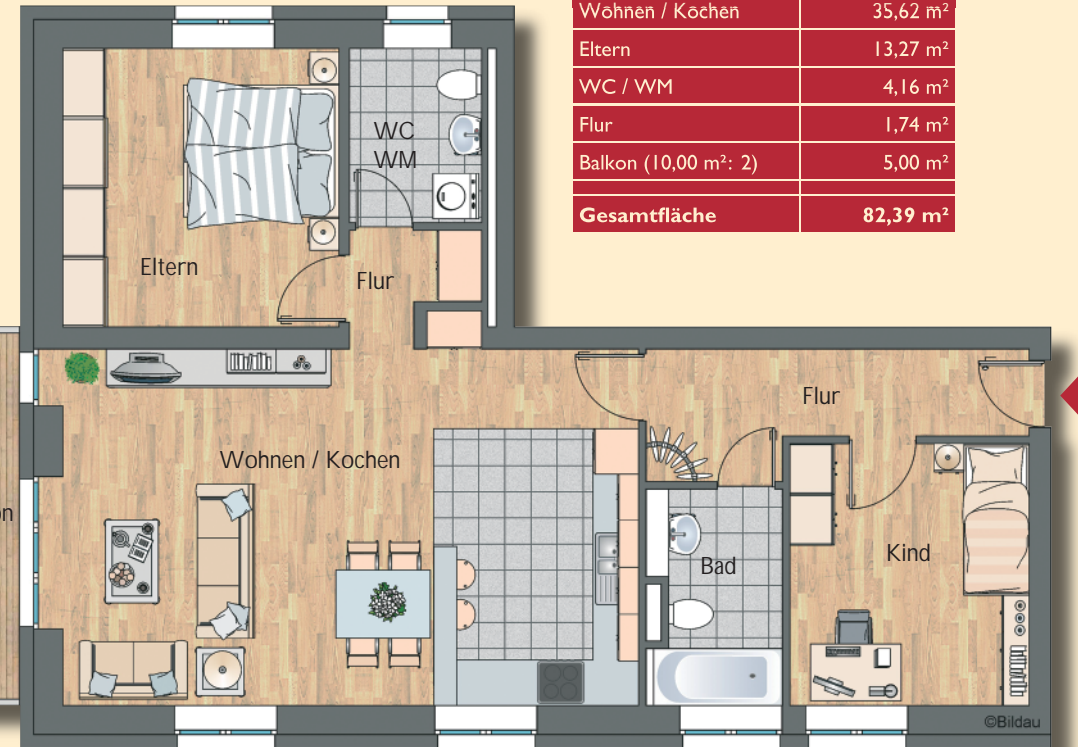 Wohnen / Kochen 35,62 m²
Eltern 13,27 m²
WC / WM 4,16 m²
Flur 1,74 m²
Balkon (10,00 m²: 2) 5,00 m²
Gesamtfläche 82,39 m²
WC
WM
Eltern
Flur
Flur
Wohnen / Kochen
on
Kind
Bad
©Bildau